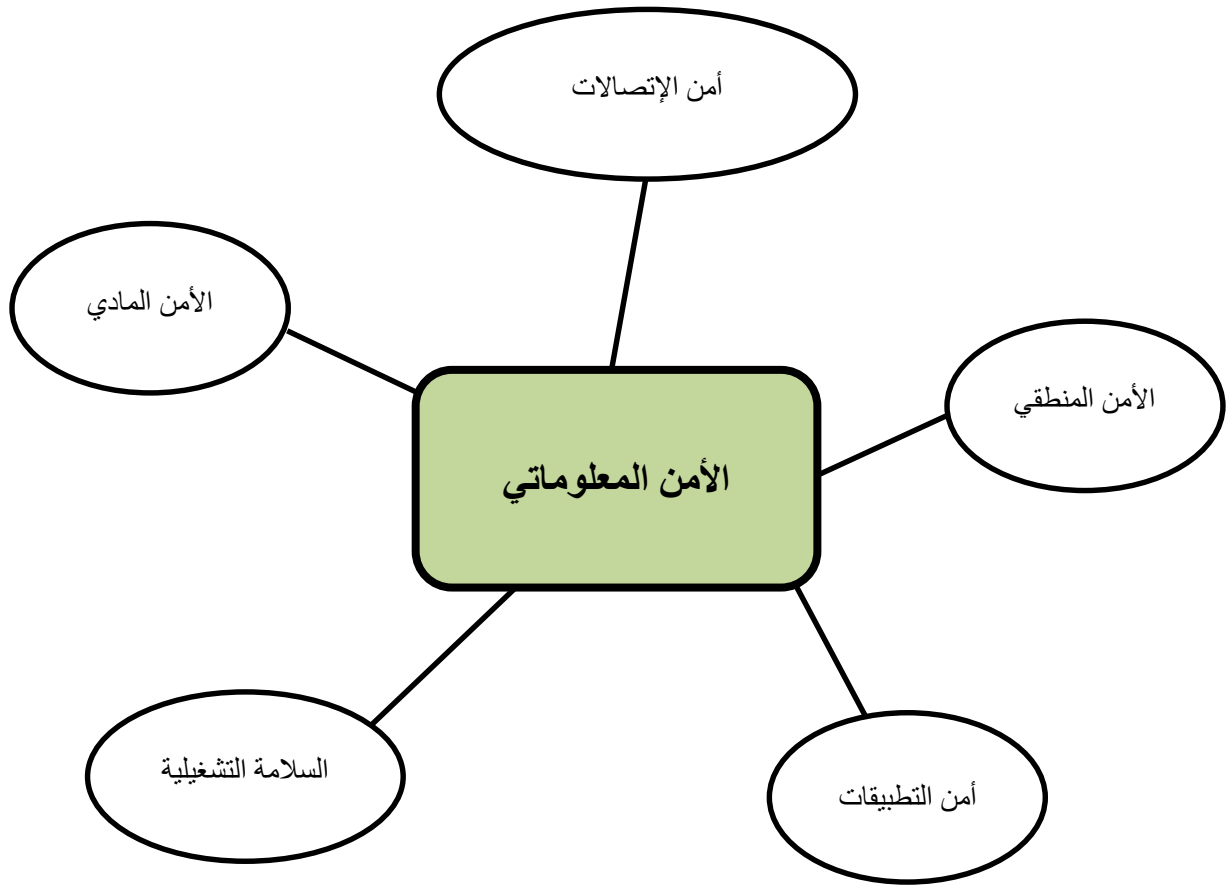 أمن الإتصالات
الأمن المادي
الأمن المنطقي
الأمن المعلوماتي
السلامة التشغيلية
أمن التطبيقات